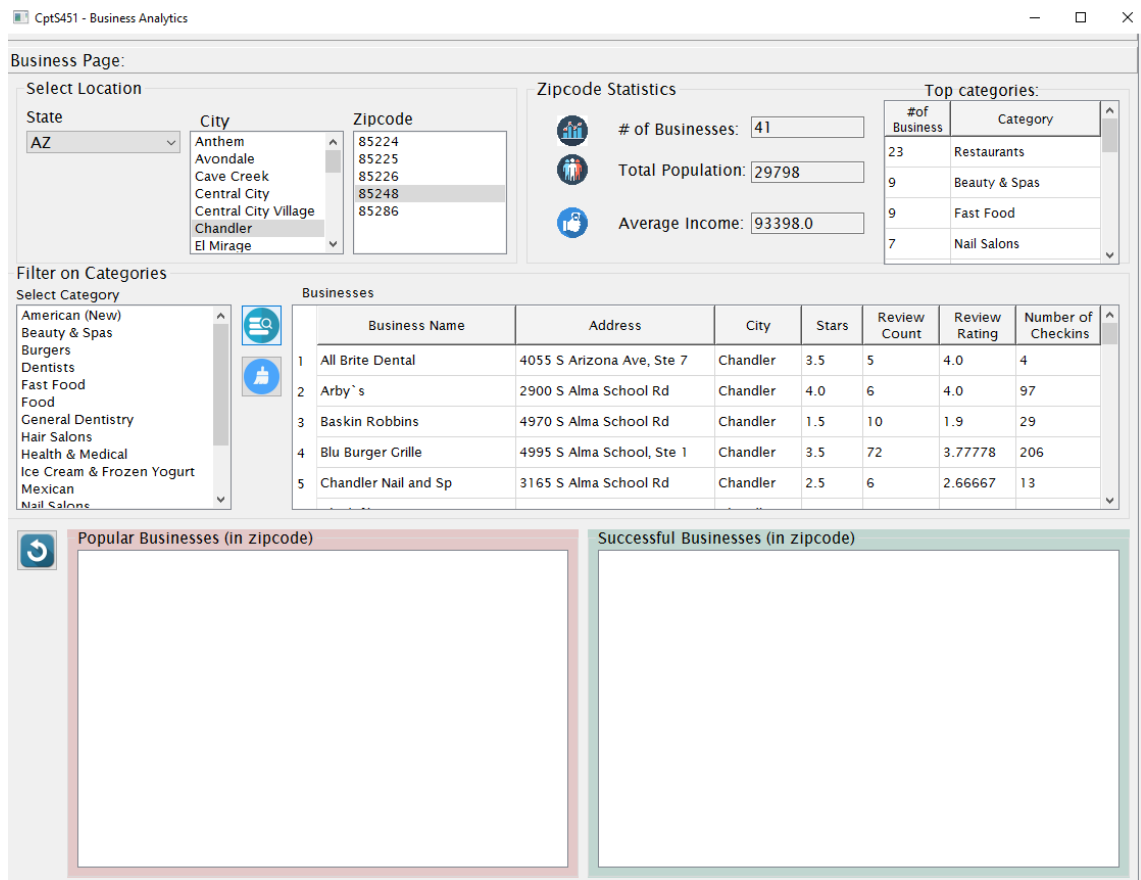 CptS451 - Business Analytics
Business Page:
Select Location
State
AZ
City
Anthem
Avondale
Cave Creek
Central City
Central City Village
Chandler
El Mirage
Zipcode
85224
85225
85226
85248
85286
Zipcode Statistics
# of Businesses: 41
Total Population: 29798
Average Income: 93398.0
Top categories:
#of Business Category
23 Restaurants
9 Beauty & Spas
9 Fast Food
7 Nail Salons
Filter on Categories
Select Category
American (New)
Beauty & Spas
Burgers
Dentists
Fast Food
Food
General Dentistry
Hair Salons
Health & Medical
Ice Cream & Frozen Yogurt
Mexican
Nail Salons
Businesses
Business Name Address City Stars Review Count Review Rating Number of Checkins
1 All Brite Dental 4055 S Arizona Ave, Ste 7 Chandler 3.5 5 4.0 4
2 Arby`s 2900 S Alma School Rd Chandler 4.0 6 4.0 97
3 Baskin Robbins 4970 S Alma School Rd Chandler 1.5 10 1.9 29
4 Blu Burger Grille 4995 S Alma School, Ste 1 Chandler 3.5 72 3.77778 206
5 Chandler Nail and Sp 3165 S Alma School Rd Chandler 2.5 6 2.66667 13
Popular Businesses (in zipcode)
Successful Businesses (in zipcode)